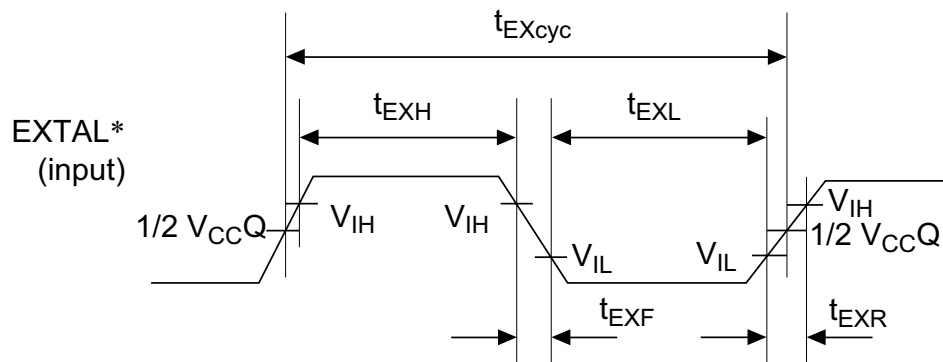 tEXcyc
tEXH
tEXL
EXTAL*
(input)
VIH
VIH
VIH
1/2 VCCQ
1/2 VCCQ
VIL
VIL
tEXF
tEXR